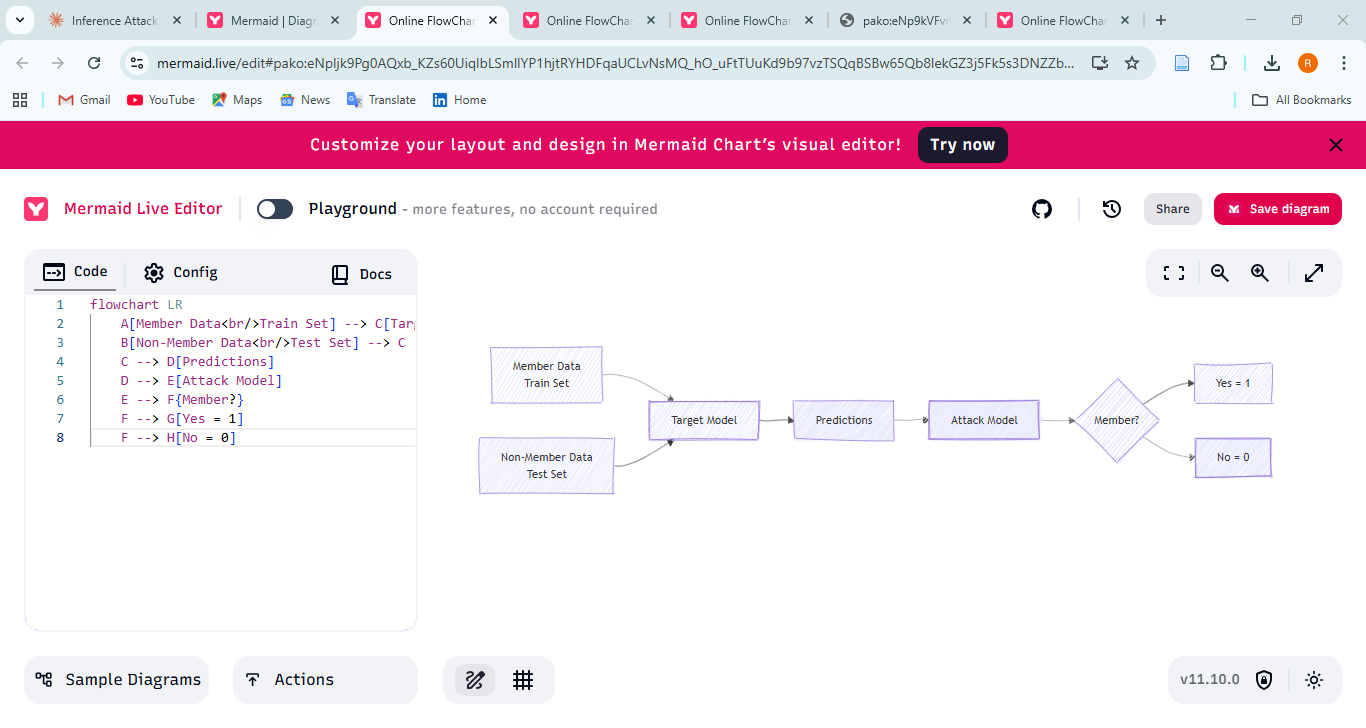 Inference Attack
Mermaid | Diagr
Online FlowChar
Online FlowChar
Online FlowChar
pako:eNp9kVFvr
Online FlowChar
mermaid.live/edit#pako:
Gmail
YouTube
Maps
News
Translate
Home
All Bookmarks
R
Customize your layout and design in Mermaid Chart's visual editor!
Try now
Mermaid Live Editor
Playground - more features, no account required
Share
Save diagram
Code
Config
Docs
1 flowchart LR
2 A[Member Data<br/>Train Set] --> C[Tar
3 B[Non-Member Data<br/>Test Set] --> C
4 C --> D[Predictions]
5 D --> E[Attack Model]
6 E --> F{Member?}
7 F --> G[Yes = 1]
8 F --> H[No = 0]
Member Data
Train Set
Non-Member Data
Test Set
Target Model
Predictions
Attack Model
Member?
Yes = 1
No = 0
Sample Diagrams
Actions
v11.10.0